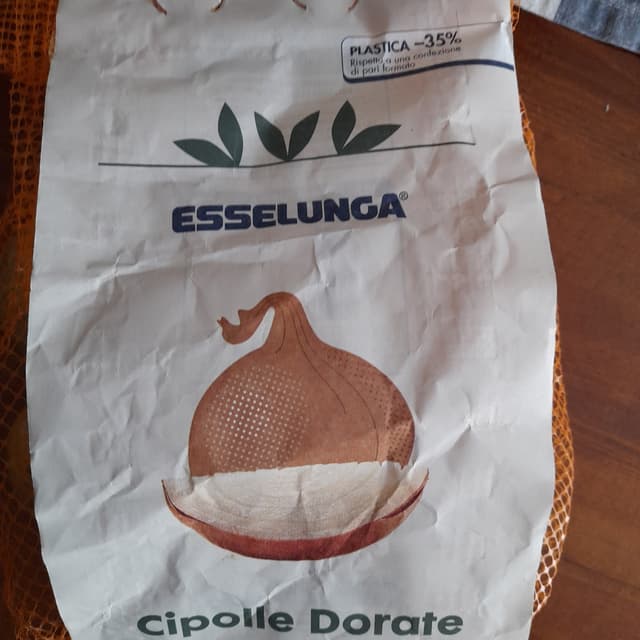 PLASTICA -35%
Rispetto a una confezione
di pari formato
ESSELUNGA®
Cipolle Dorate